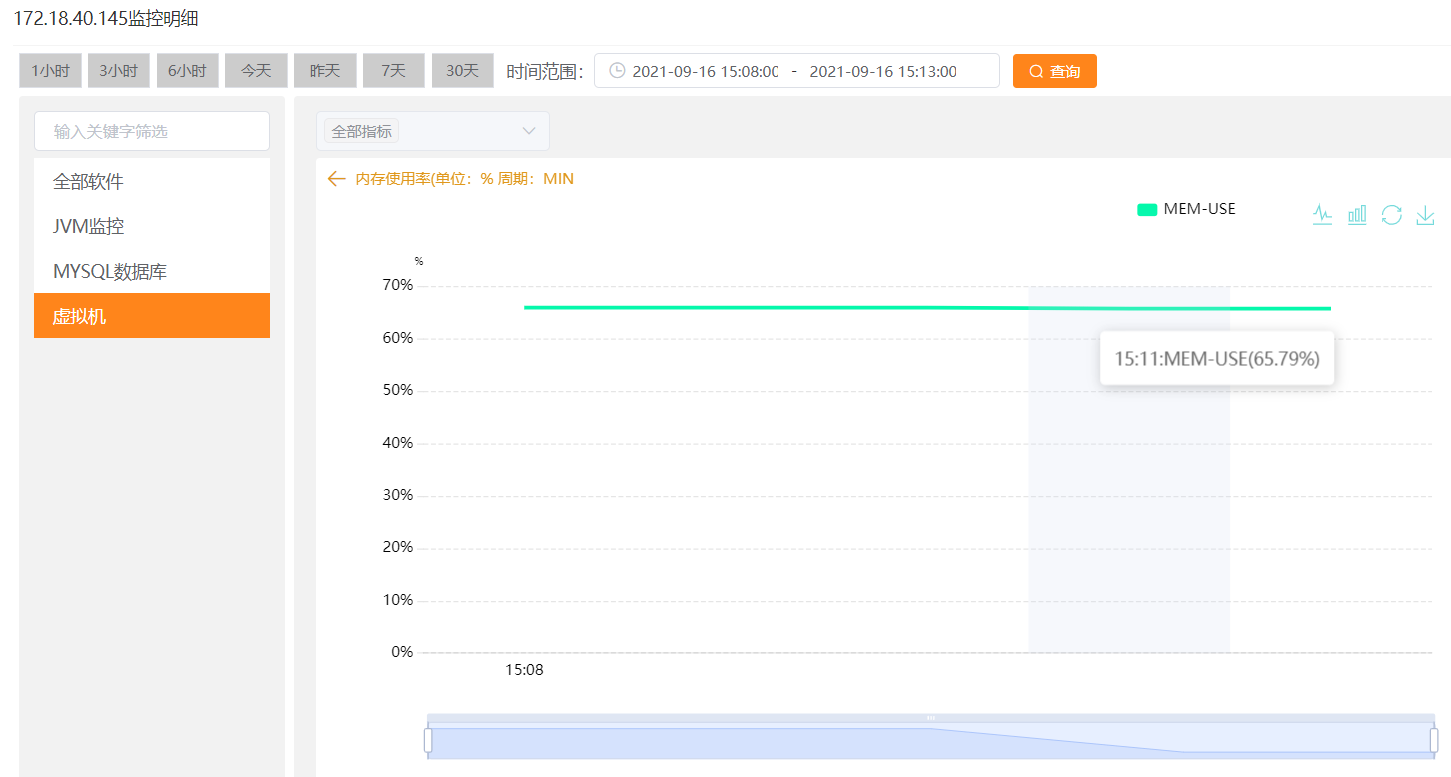 172.18.40.145监控明细
1小时 3小时 6小时 今天 昨天 7天 30天 时间范围： 2021-09-16 15:08:00 - 2021-09-16 15:13:00 查询
输入关键字筛选
全部软件
JVM监控
MYSQL数据库
虚拟机
全部指标
内存使用率(单位：% 周期：MIN
MEM-USE
%
70%
60%
15:11:MEM-USE(65.79%)
50%
40%
30%
20%
10%
0%
15:08